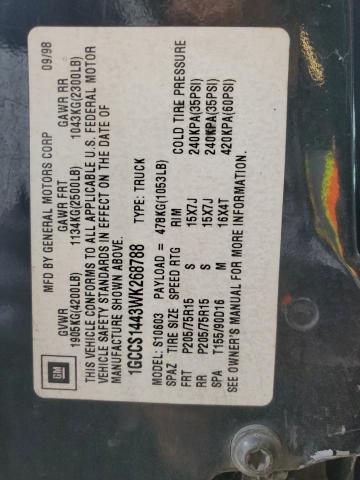 MFD BY GENERAL MOTORS CORP 09/98
GVWR GAWR FRT GAWR RR
1905KG(4200LB) 1134KG(2500LB) 1043KG(2300LB)
THIS VEHICLE CONFORMS TO ALL APPLICABLE U.S. FEDERAL MOTOR
VEHICLE SAFETY STANDARDS IN EFFECT ON THE DATE OF
MANUFACTURE SHOWN ABOVE.
1GCCS1443WK268788 TYPE: TRUCK
MODEL: S10603 PAYLOAD = 478KG(1053LB)
SPAZ TIRE SIZE SPEED RTG RIM COLD TIRE PRESSURE
FRT P205/75R15 S 15X7J 240KPA(35PSI)
RR P205/75R15 S 15X7J 240KPA(35PSI)
SPA T155/90D16 M 16X4T 420KPA(60PSI)
SEE OWNER'S MANUAL FOR MORE INFORMATION.
GM